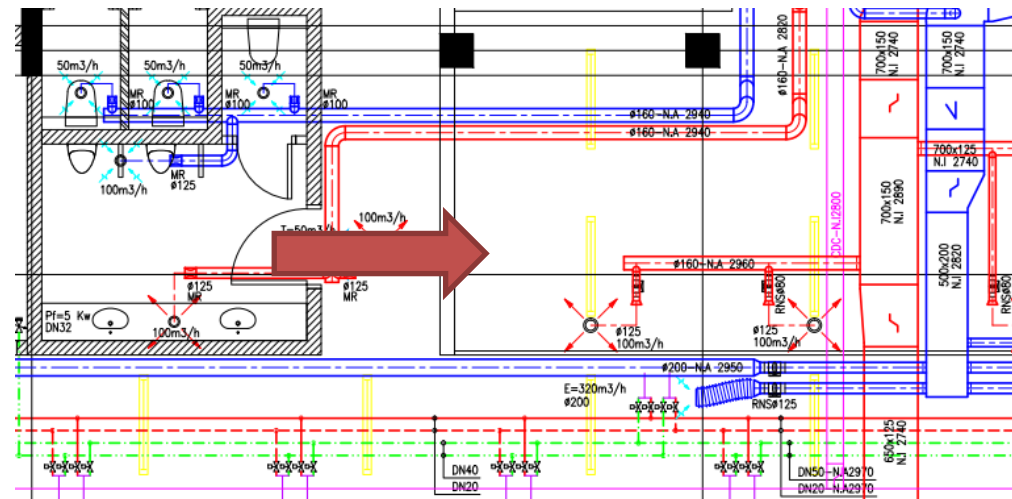 50m3/h
50m3/h
50m3/h
MR
ø100
MR
ø100
MR
ø100
ø160-N.A 2940
ø160-N.A 2940
ø160-N.A 2820
700x150
N.I 2740
700x150
N.I 2740
700x125
N.I 2740
MR
ø125
100m3/h
100m3/h
700x150
N.I 2890
CDC-N.I2800
500x200
N.I 2820
ø160-N.A 2960
ø125
MR
ø125
MR
RNSø80
RNSø80
Pf=5 Kw
DN32
100m3/h
ø125
100m3/h
ø125
100m3/h
ø200-N.A 2950
E=320m3/h
ø200
RNSø125
650x125
N.I 2740
DN40
DN20
DN50-N.A2970
DN20-N.A2970